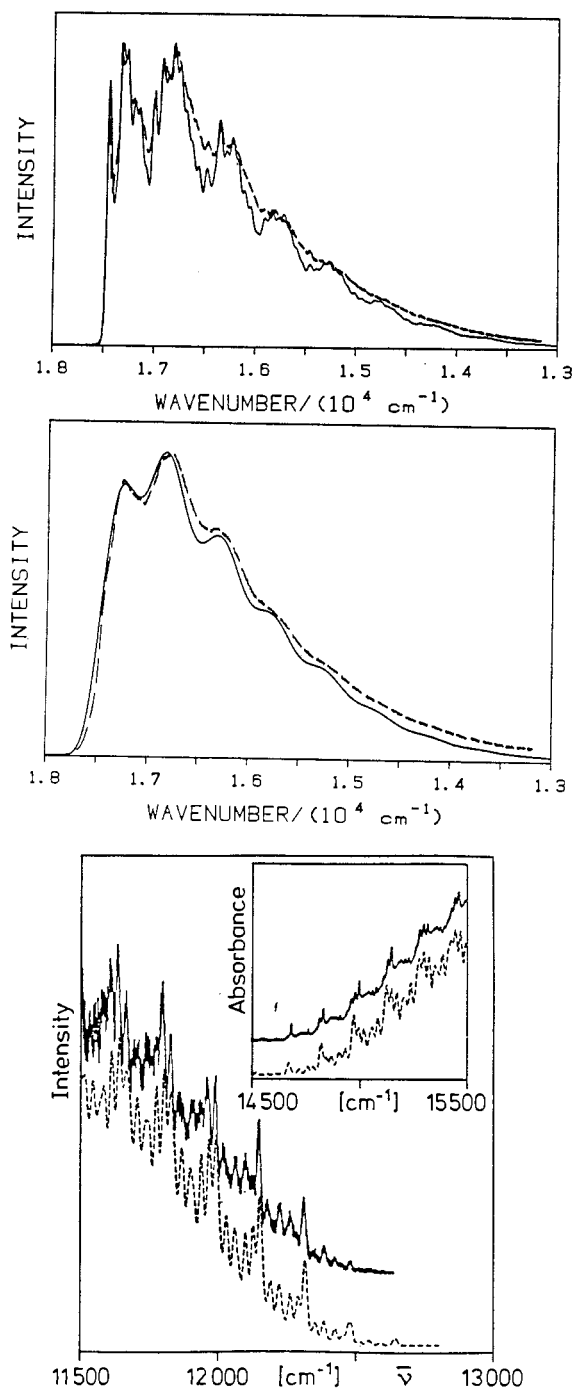 INTENSITY
1.8 1.7 1.6 1.5 1.4 1.3
WAVENUMBER/(10⁴ cm⁻¹)
INTENSITY
1.8 1.7 1.6 1.5 1.4 1.3
WAVENUMBER/(10⁴ cm⁻¹)
Intensity
Absorbance
14500 [cm⁻¹] 15500
11500 12000 [cm⁻¹] ν̄ 13000